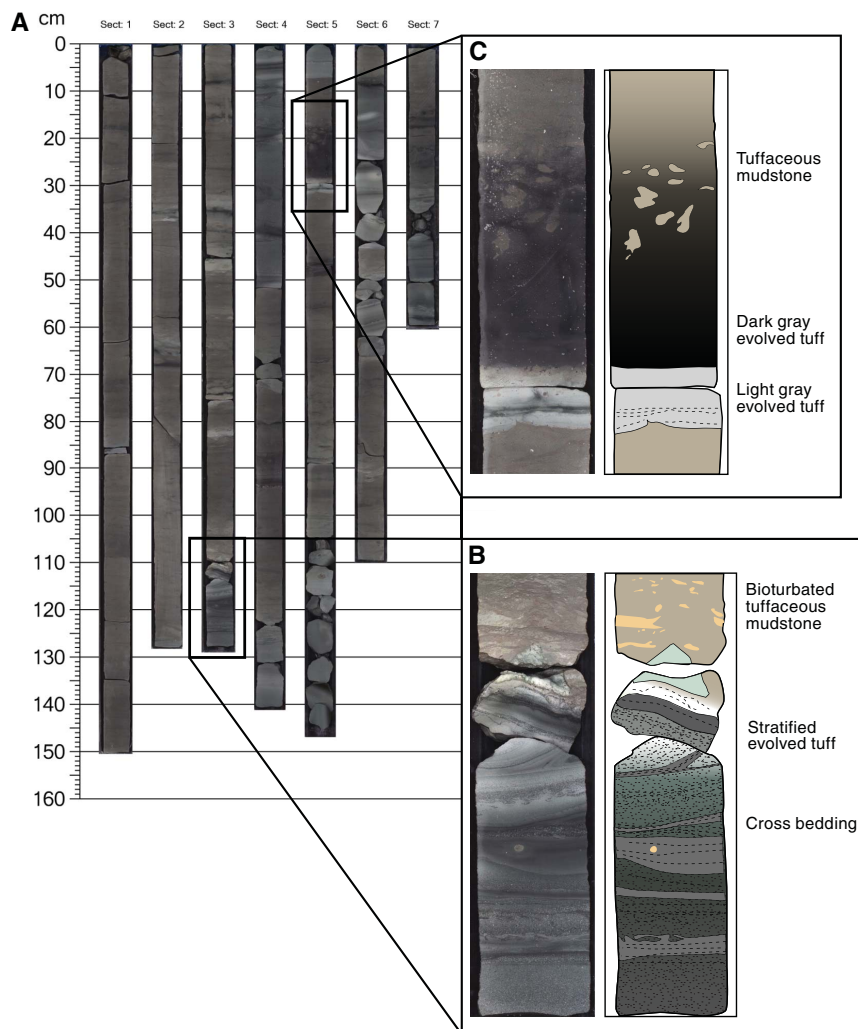 A
cm
Sect: 1
Sect: 2
Sect: 3
Sect: 4
Sect: 5
Sect: 6
Sect: 7
0
10
20
30
40
50
60
70
80
90
100
110
120
130
140
150
160
C
Tuffaceous
mudstone
Dark gray
evolved tuff
Light gray
evolved tuff
B
Bioturbated
tuffaceous
mudstone
Stratified
evolved tuff
Cross bedding